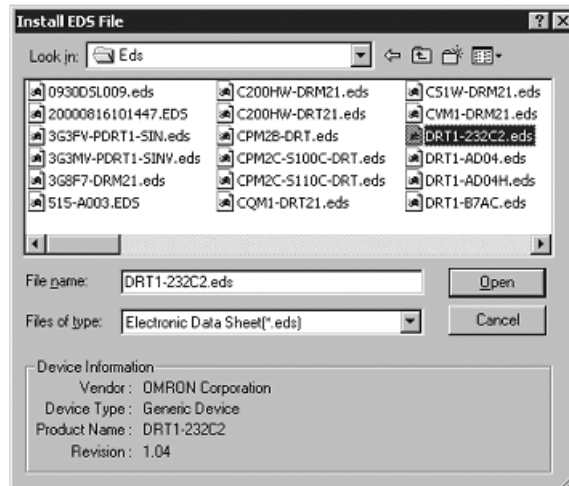 Install EDS File
Look in: Eds
0930DSL009.eds C200HW-DRM21.eds CS1W-DRM21.eds
20000816101447.EDS C200HW-DRT21.eds CVM1-DRM21.eds
3G3FV-PDRT1-SIN.eds CPM2B-DRT.eds DRT1-232C2.eds
3G3MV-PDRT1-SINV.eds CPM2C-S100C-DRT.eds DRT1-AD04.eds
3G8F7-DRM21.eds CPM2C-S110C-DRT.eds DRT1-AD04H.eds
515-A003.EDS CQM1-DRT21.eds DRT1-B7AC.eds
File name: DRT1-232C2.eds Open
Files of type: Electronic Data Sheet(*.eds) Cancel
Device Information
Vendor : OMRON Corporation
Device Type : Generic Device
Product Name : DRT1-232C2
Revision : 1.04